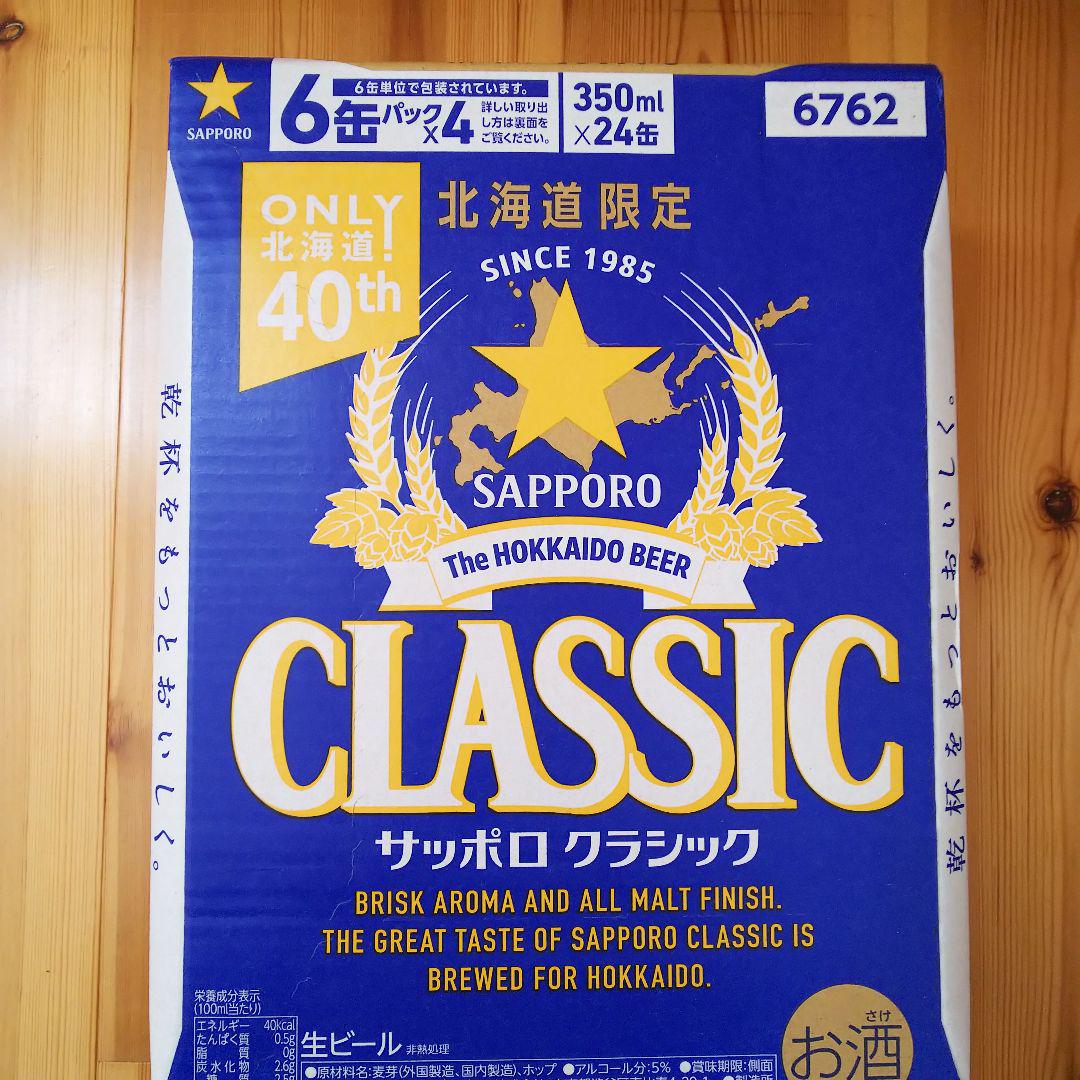 SAPPORO
6缶パック×4
6缶単位で包装されています。
詳しい取り出
し方は裏面を
ご覧ください。
350ml
×24缶
6762
ONLY
北海道!
40th
北海道 限定
SINCE 1985
SAPPORO
The HOKKAIDO BEER
CLASSIC
サッポロ クラシック
BRISK AROMA AND ALL MALT FINISH.
THE GREAT TASTE OF SAPPORO CLASSIC IS
BREWED FOR HOKKAIDO.
乾杯をもっとおいしく。
乾杯をもっとおいしく。
栄養成分表示
(100ml当たり)
エネルギー 40kcal
たんぱく質 0.5g
脂質 0g
炭水化物 2.6g
生ビール 非熱処理
●原材料名:麦芽(外国製造、国内製造)、ホップ ●アルコール分:5% ●賞味期限:側面
さけ
お酒